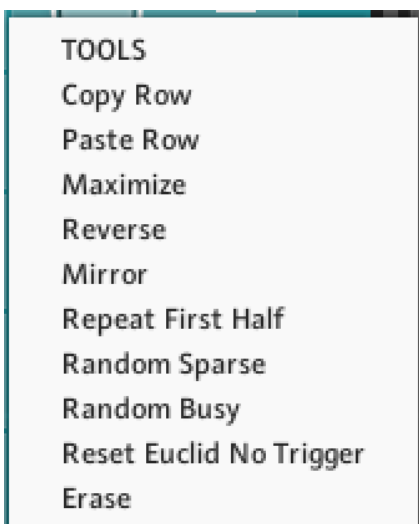 TOOLS
Copy Row
Paste Row
Maximize
Reverse
Mirror
Repeat First Half
Random Sparse
Random Busy
Reset Euclid No Trigger
Erase